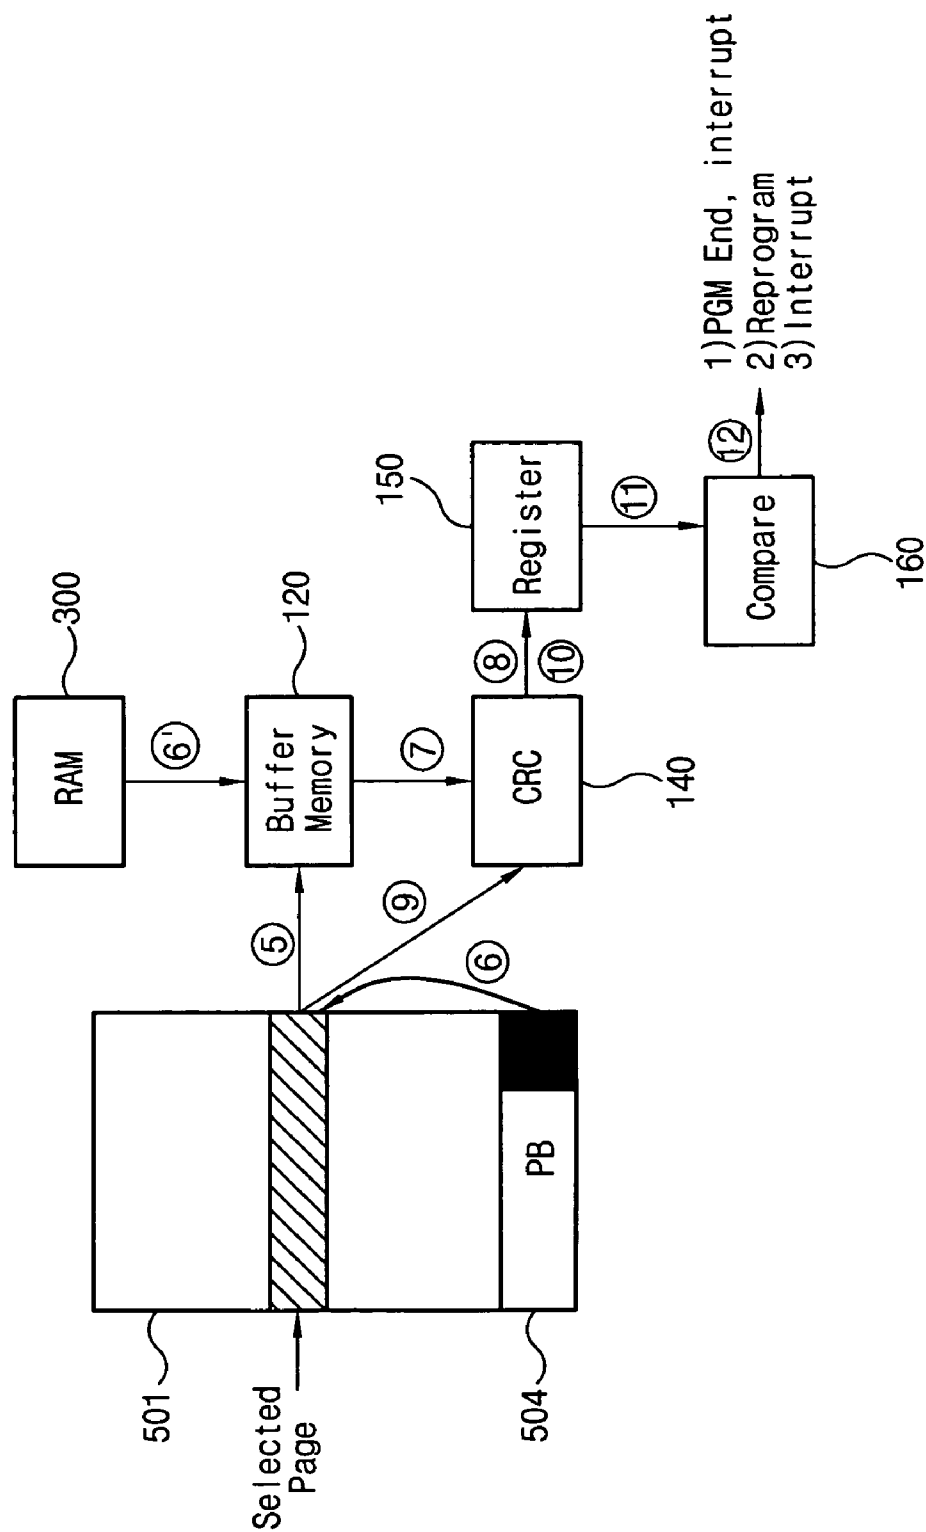 RAM
300
6'
Buffer
Memory
120
5
7
9
6
CRC
140
8
10
Register
150
11
Compare
160
12
1)PGM End, interrupt
2)Reprogram
3)Interrupt
501
Selected
Page
PB
504